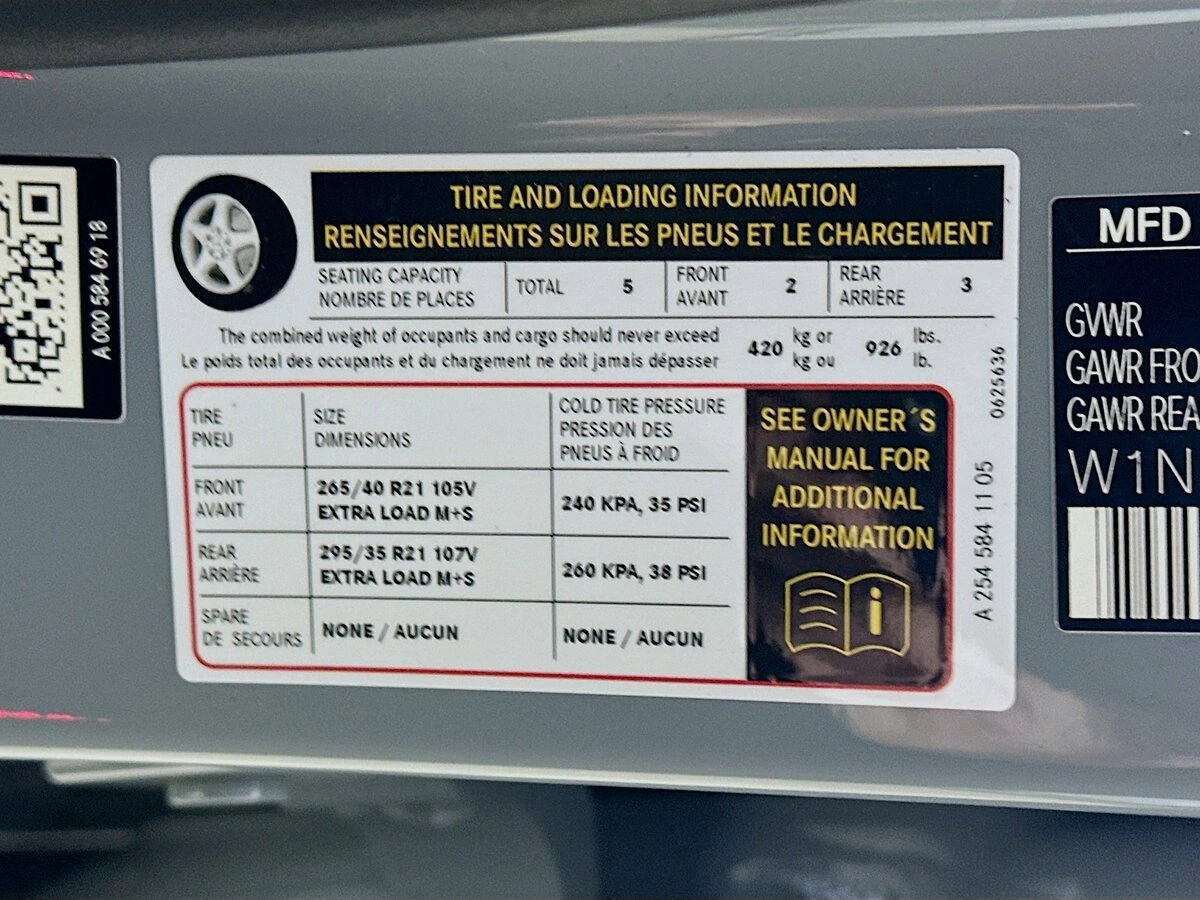 A 000 584 69 18
TIRE AND LOADING INFORMATION
RENSEIGNEMENTS SUR LES PNEUS ET LE CHARGEMENT
SEATING CAPACITY
NOMBRE DE PLACES
TOTAL 5
FRONT
AVANT
2
REAR
ARRIÈRE
3
The combined weight of occupants and cargo should never exceed
Le poids total des occupants et du chargement ne doit jamais dépasser
420
kg or
kg ou
926
lbs.
lb.
TIRE
PNEU
SIZE
DIMENSIONS
COLD TIRE PRESSURE
PRESSION DES
PNEUS À FROID
FRONT
AVANT
265/40 R21 105V
EXTRA LOAD M+S
240 KPA, 35 PSI
REAR
ARRIÈRE
295/35 R21 107V
EXTRA LOAD M+S
260 KPA, 38 PSI
SPARE
DE SECOURS
NONE / AUCUN
NONE / AUCUN
SEE OWNER´S
MANUAL FOR
ADDITIONAL
INFORMATION
i
0625636
A 254 584 11 05
MFD
GVWR
GAWR FRO
GAWR REA
W1N